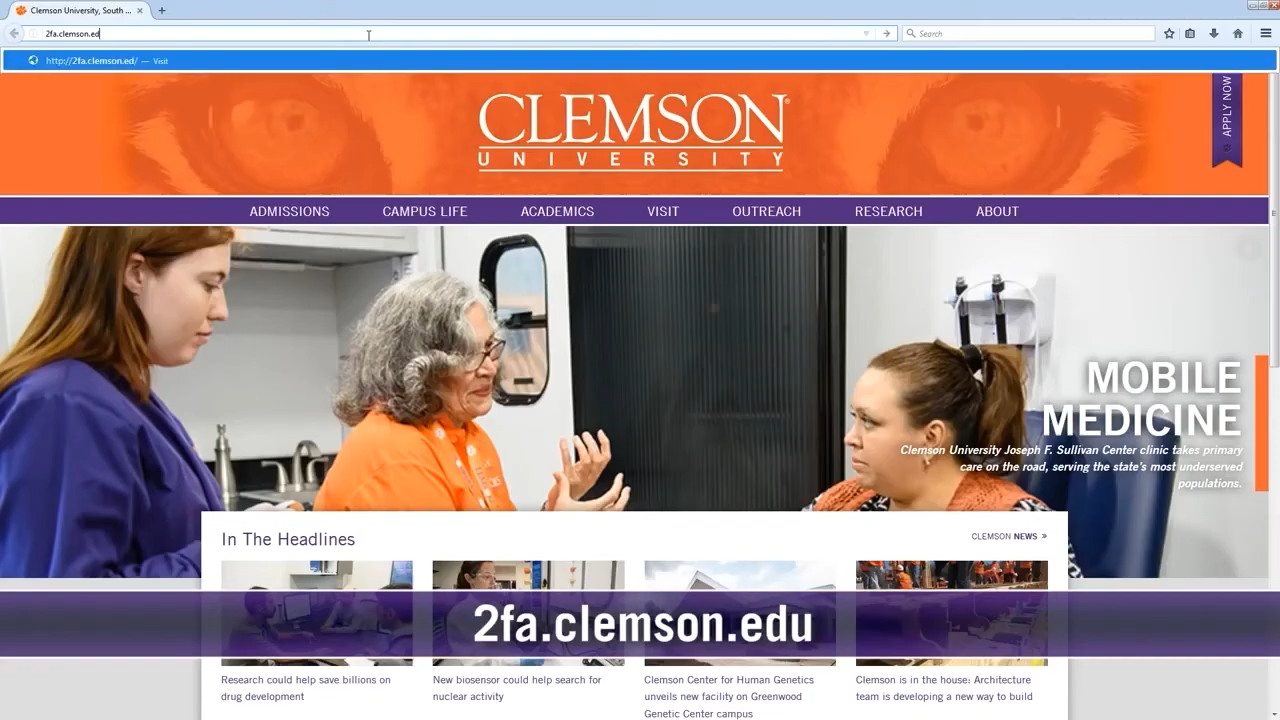 Clemson University, South ...
2fa.clemson.ed
Search
http://2fa.clemson.ed/ — Visit
APPLY NOW
CLEMSON®
UNIVERSITY
ADMISSIONS CAMPUS LIFE ACADEMICS VISIT OUTREACH RESEARCH ABOUT
MOBILE
MEDICINE
Clemson University Joseph F. Sullivan Center clinic takes primary
care on the road, serving the state's most underserved
populations.
In The Headlines
CLEMSON NEWS »
2fa.clemson.edu
Research could help save billions on
drug development
New biosensor could help search for
nuclear activity
Clemson Center for Human Genetics
unveils new facility on Greenwood
Genetic Center campus
Clemson is in the house: Architecture
team is developing a new way to build